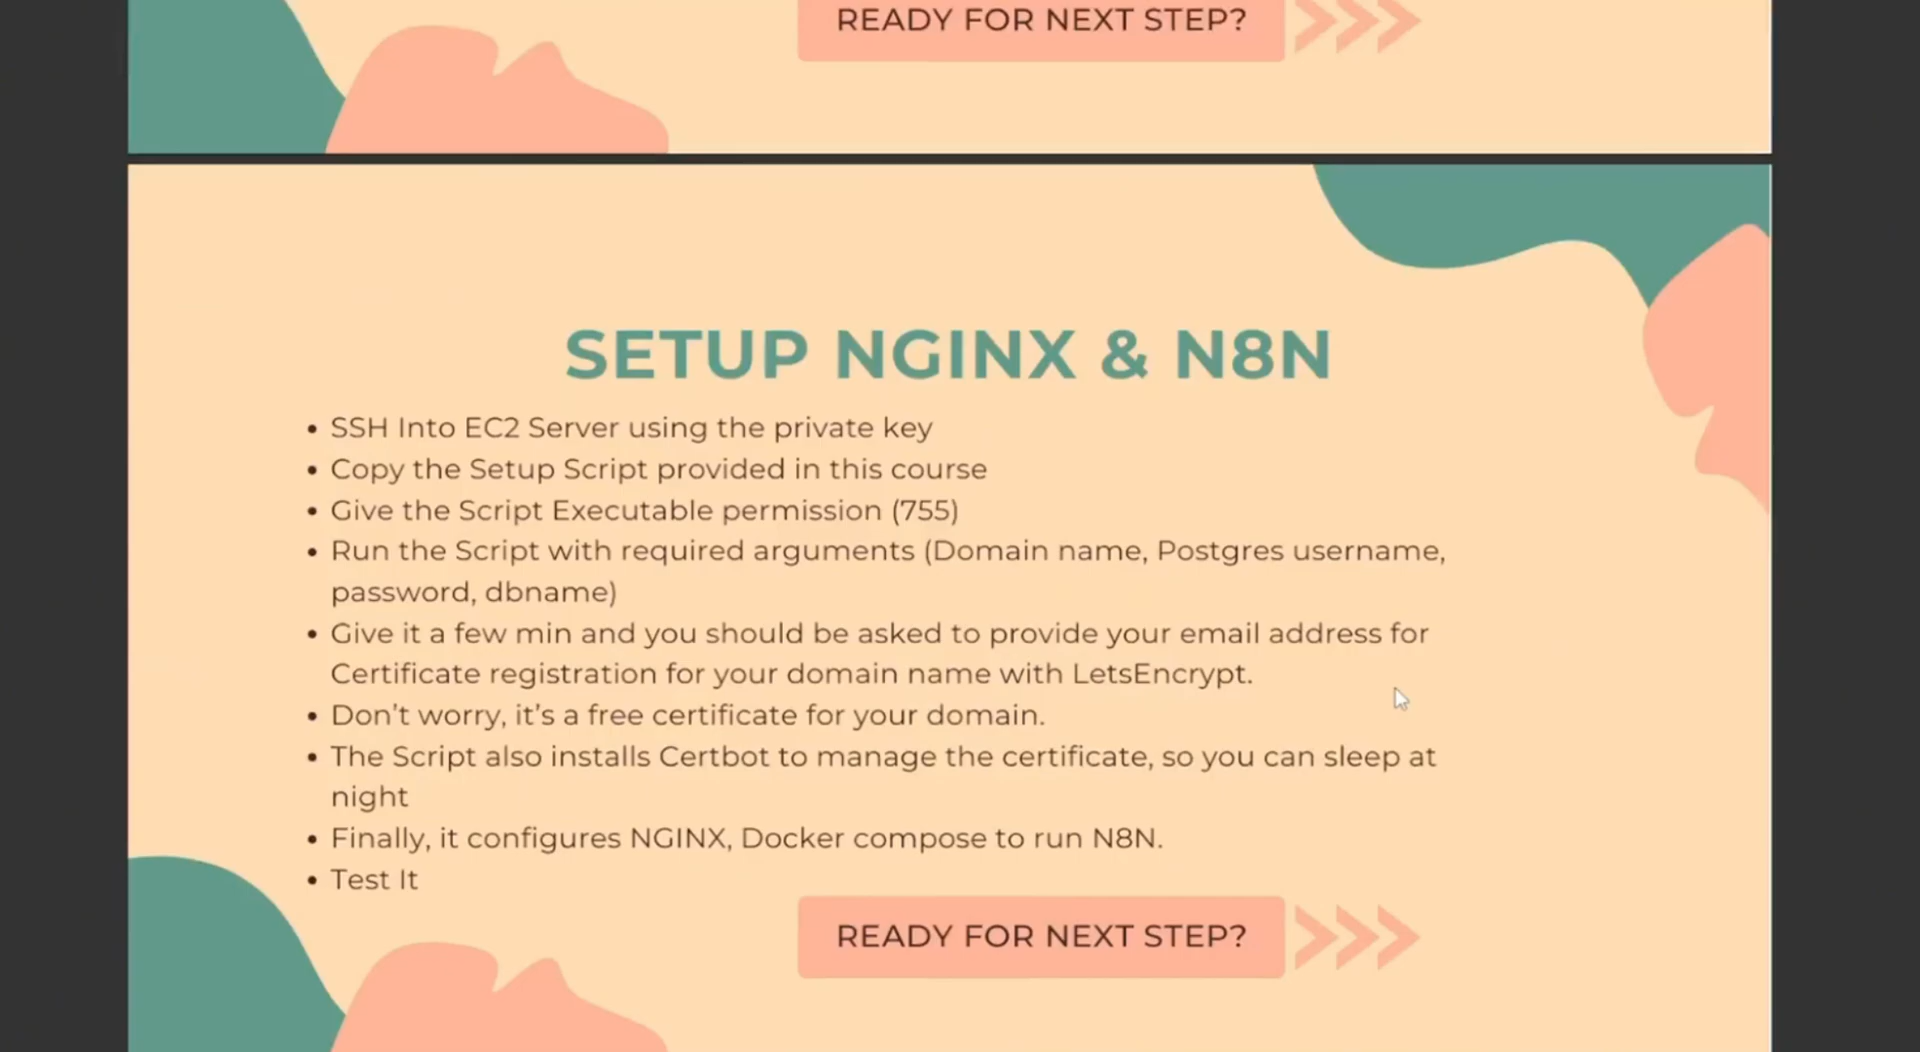 READY FOR NEXT STEP?
SETUP NGINX & N8N
• SSH Into EC2 Server using the private key
• Copy the Setup Script provided in this course
• Give the Script Executable permission (755)
• Run the Script with required arguments (Domain name, Postgres username,
password, dbname)
• Give it a few min and you should be asked to provide your email address for
Certificate registration for your domain name with LetsEncrypt.
• Don’t worry, it’s a free certificate for your domain.
• The Script also installs Certbot to manage the certificate, so you can sleep at
night
• Finally, it configures NGINX, Docker compose to run N8N.
• Test It
READY FOR NEXT STEP?